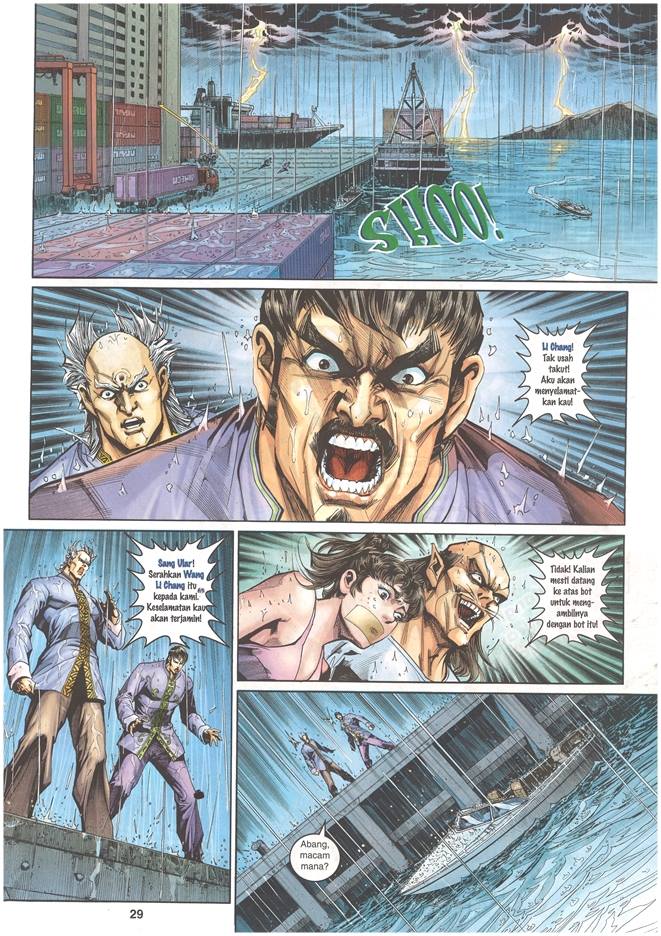 SHOO!
Li Chang!
Tak usah
takut!
Aku akan
menyelamat-
kan kau!
Sang Ular!
Serahkan Wang
Li Chang itu
kepada kami.
Keselamatan kau
akan terjamin!
Tidak! Kalian
mesti datang
ke atas bot
untuk meng-
ambilnya
dengan bot itu!
Abang,
macam
mana?
29